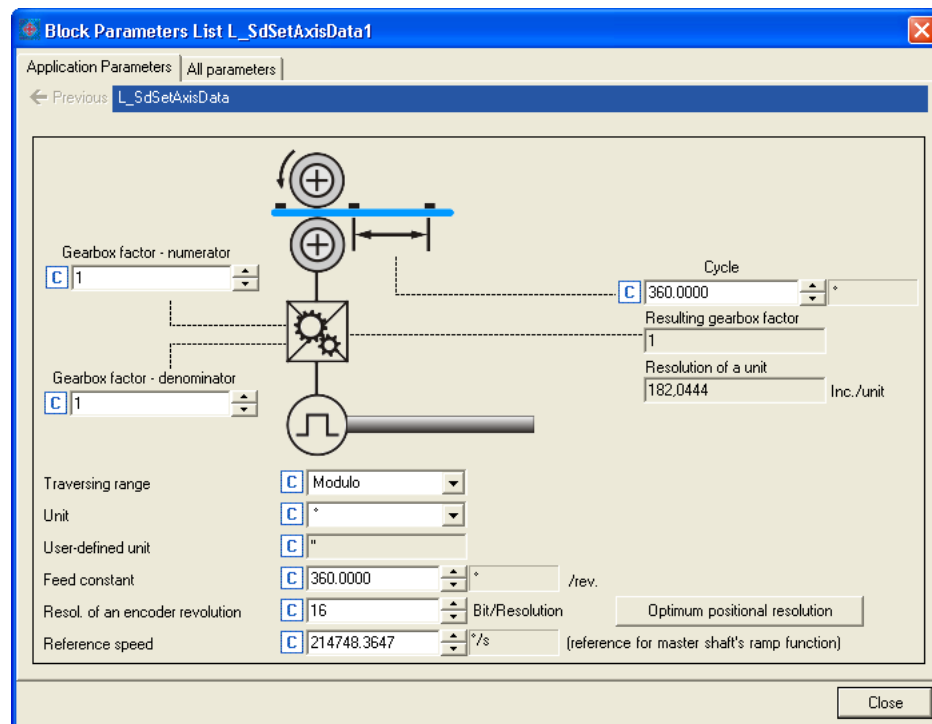 Block Parameters List L_SdSetAxisData1
Application Parameters All parameters
Previous L_SdSetAxisData
Gearbox factor - numerator
C 1
Cycle
C 360.0000 °
Resulting gearbox factor
1
Resolution of a unit
182,0444 Inc./unit
Gearbox factor - denominator
C 1
Traversing range C Modulo
Unit C °
User-defined unit C "
Feed constant C 360.0000 ° /rev.
Resol. of an encoder revolution C 16 Bit/Resolution Optimum positional resolution
Reference speed C 214748.3647 °/s (reference for master shaft's ramp function)
Close